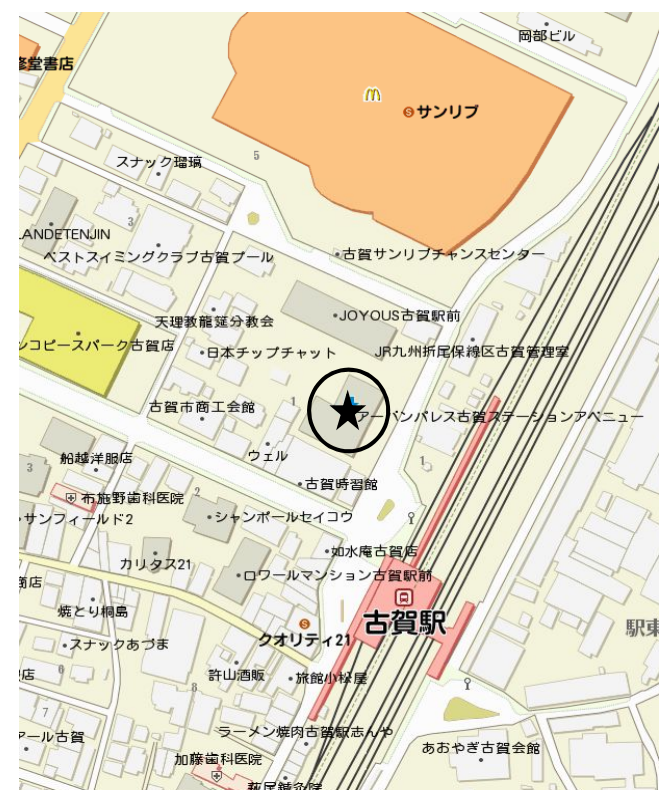 岡部ビル
修堂書店
サンリブ
スナック瑠璃
5
3
LANDETENJIN
ベストスイミングクラブ古賀プール
古賀サンリブチャンスセンター
天理教龍筵分教会
JOYOUS古賀駅前
ンコピースパーク古賀店
日本チップチャット
JR九州折尾保線区古賀管理室
古賀市商工会館
1
アーバンパレス古賀ステーションアベニュー
船越洋服店
ウェル
1
3
古賀時習館
布施野歯科医院
2
サンフィールド2
シャンボールセイコウ
如水庵古賀店
カリタス21
ロワールマンション古賀駅前
商店
焼とり桐島
古賀駅
駅東
クオリティ21
スナックあづま
店
6
許山酒販
旅館小松屋
8
7
アール古賀
ラーメン焼肉古賀駅志んや
あおやぎ古賀会館
加藤歯科医院
萩尾鍼灸院